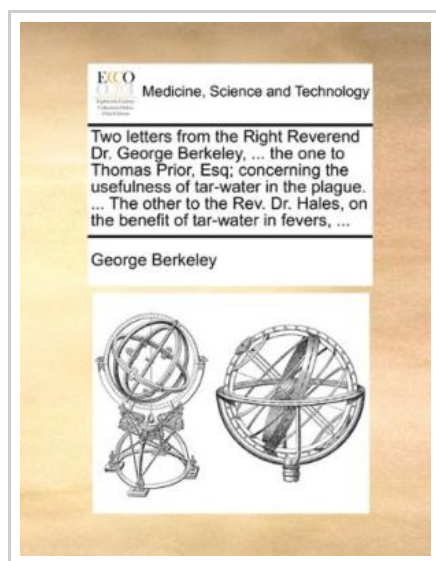 ECCO
Medicine, Science and Technology
Two letters from the Right Reverend
Dr. George Berkeley, ... the one to
Thomas Prior, Esq; concerning the
usefulness of tar-water in the plague.
... The other to the Rev. Dr. Hales, on
the benefit of tar-water in fevers, ...
George Berkeley